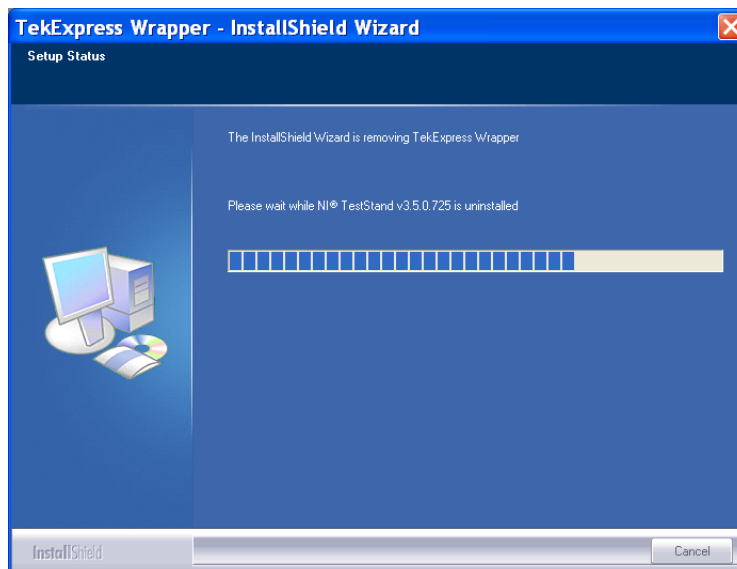 TekExpress Wrapper - InstallShield Wizard
Setup Status
The InstallShield Wizard is removing TekExpress Wrapper
Please wait while NI® TestStand v3.5.0.725 is uninstalled
InstallShield
Cancel